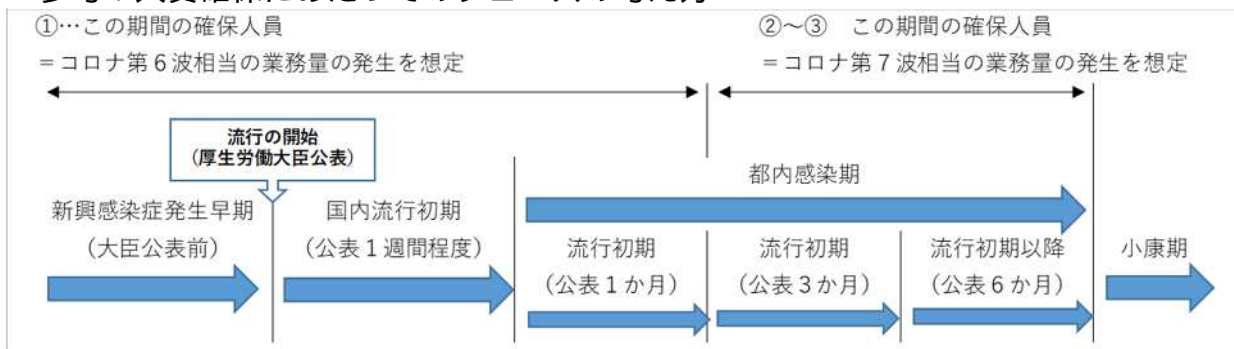 ①…この期間の確保人員
＝コロナ第６波相当の業務量の発生を想定
②～③　この期間の確保人員
＝コロナ第７波相当の業務量の発生を想定
流行の開始
（厚生労働大臣公表）
都内感染期
新興感染症発生早期
（大臣公表前）
国内流行初期
（公表１週間程度）
流行初期
（公表１か月）
流行初期
（公表３か月）
流行初期以降
（公表６か月）
小康期